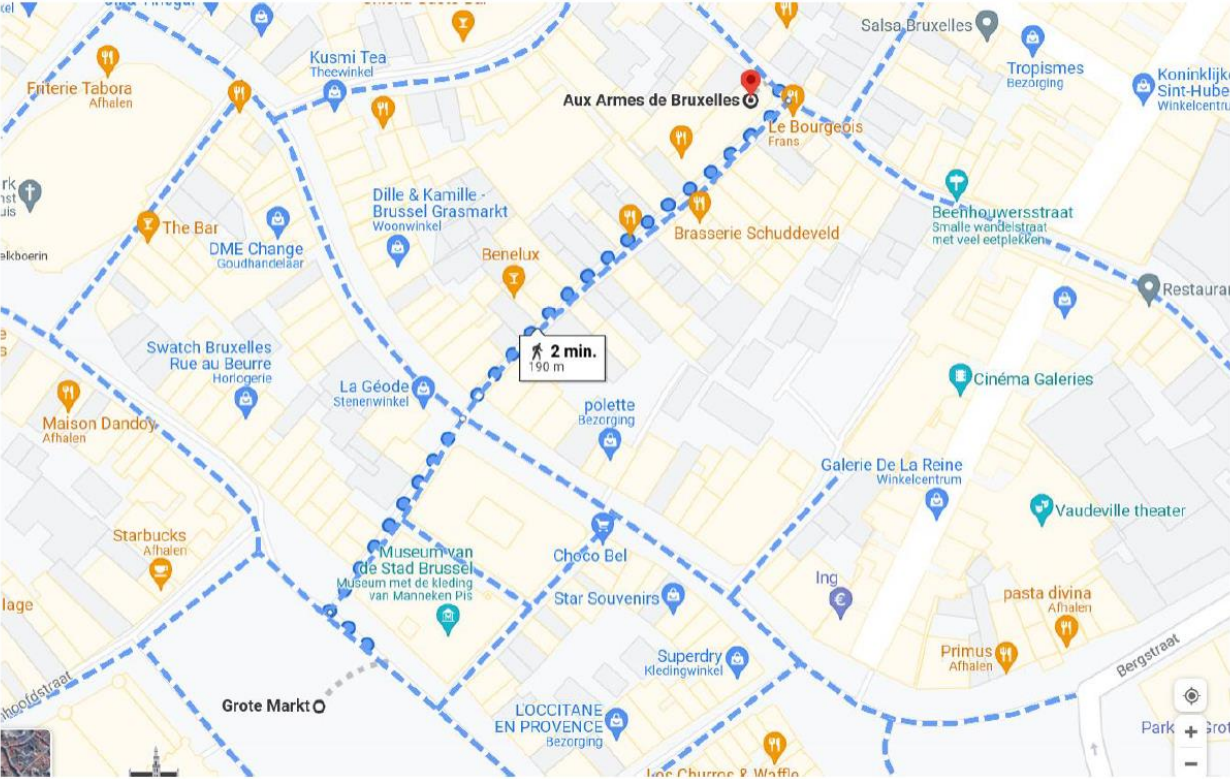 Salsa Bruxelles
Tropismes
Bezorging
Kusmi Tea
Theewinkel
Friterie Tabora
Afhalen
Aux Armes de Bruxelles
Le Bourgeois
Frans
Dille & Kamille -
Brussel Grasmarkt
Woonwinkel
The Bar
DME Change
Goudhandelaar
Benelux
Brasserie Schuddeveld
Beenhouwersstraat
Smalle wandelstraat
met veel eetplekken
2 min.
190 m
Swatch Bruxelles
Rue au Beurre
Horlogerie
La Géode
Stenenwinkel
Maison Dandoy
Afhalen
polette
Bezorging
Cinéma Galeries
Galerie De La Reine
Winkelcentrum
Vaudeville theater
Starbucks
Afhalen
Museum van
de Stad Brussel
Museum met de kleding
van Manneken Pis
Choco Bel
Star Souvenirs
Ing
€
pasta divina
Afhalen
Primus
Afhalen
Superdry
Kledingwinkel
Bergstraat
Grote Markt
L'OCCITANE
EN PROVENCE
Bezorging
Park